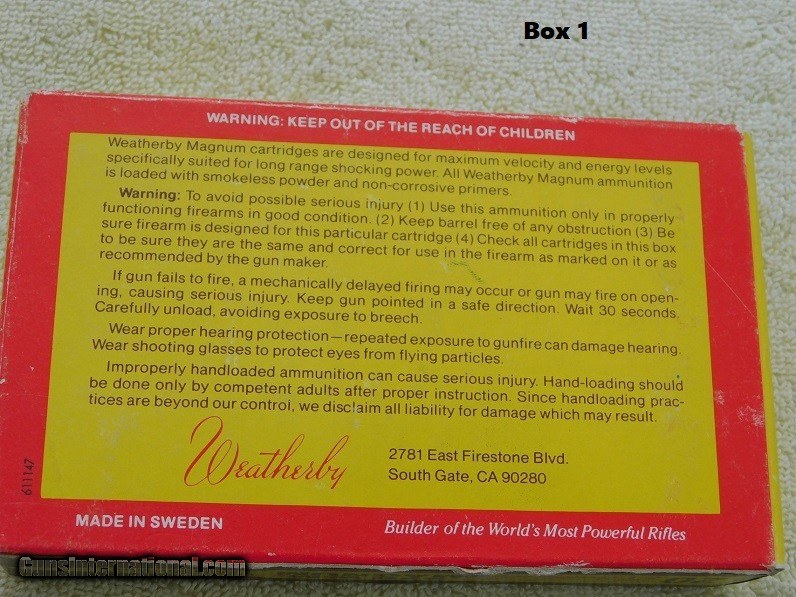 Box 1
WARNING: KEEP OUT OF THE REACH OF CHILDREN
Weatherby Magnum cartridges are designed for maximum velocity and energy levels
specifically suited for long range shocking power. All Weatherby Magnum ammunition
is loaded with smokeless powder and non-corrosive primers.
Warning: To avoid possible serious injury (1) Use this ammunition only in properly
functioning firearms in good condition. (2) Keep barrel free of any obstruction (3) Be
sure firearm is designed for this particular cartridge (4) Check all cartridges in this box
to be sure they are the same and correct for use in the firearm as marked on it or as
recommended by the gun maker.
If gun fails to fire, a mechanically delayed firing may occur or gun may fire on open-
ing, causing serious injury. Keep gun pointed in a safe direction. Wait 30 seconds.
Carefully unload, avoiding exposure to breech.
Wear proper hearing protection—repeated exposure to gunfire can damage hearing.
Wear shooting glasses to protect eyes from flying particles.
Improperly handloaded ammunition can cause serious injury. Hand-loading should
be done only by competent adults after proper instruction. Since handloading prac-
tices are beyond our control, we disclaim all liability for damage which may result.
Weatherby
2781 East Firestone Blvd.
South Gate, CA 90280
611147
MADE IN SWEDEN
Builder of the World's Most Powerful Rifles
GunsInternational.com